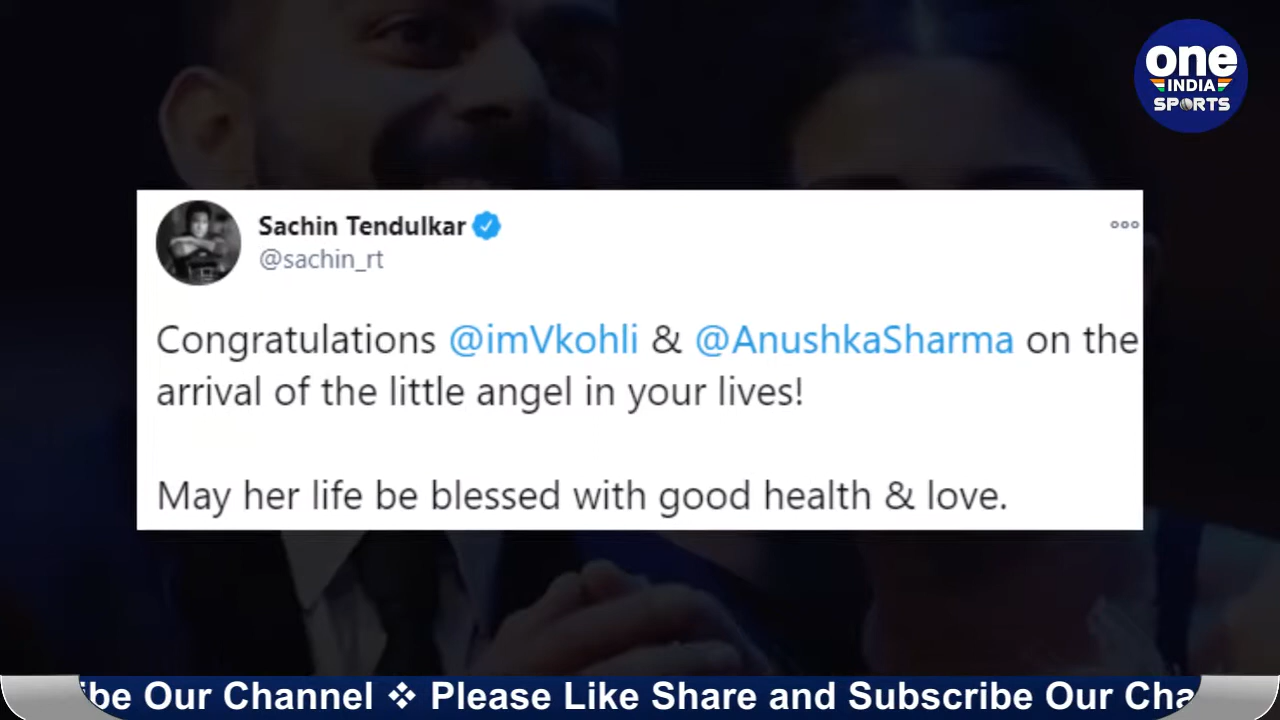 one
INDIA
SPORTS
Sachin Tendulkar
@sachin_rt
Congratulations @imVkohli & @AnushkaSharma on the
arrival of the little angel in your lives!
May her life be blessed with good health & love.
ibe Our Channel ❖ Please Like Share and Subscribe Our Cha